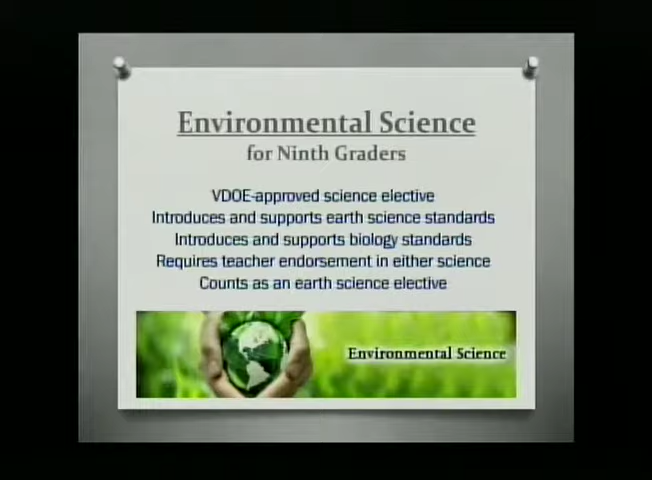 Environmental Science
for Ninth Graders
VDOE-approved science elective
Introduces and supports earth science standards
Introduces and supports biology standards
Requires teacher endorsement in either science
Counts as an earth science elective
Environmental Science